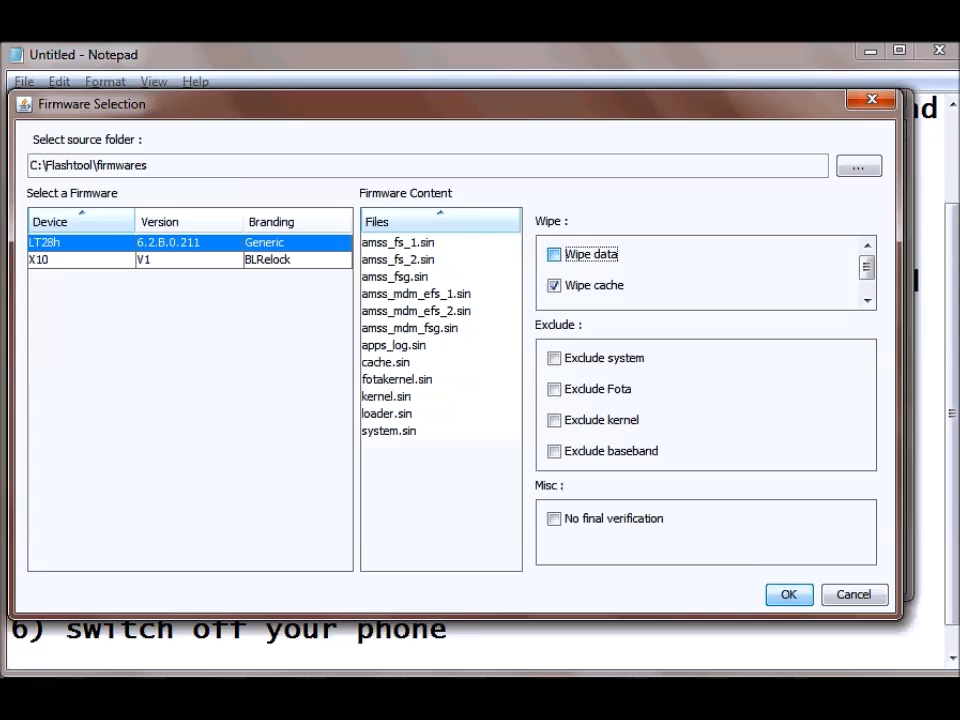 Untitled - Notepad
File Edit Format View Help
nd
Firmware Selection
Select source folder :
C:\Flashtool\firmwares
...
Select a Firmware
Device Version Branding
LT28h 6.2.B.0.211 Generic
X10 V1 BLRelock
Firmware Content
Files
amss_fs_1.sin
amss_fs_2.sin
amss_fsg.sin
amss_mdm_efs_1.sin
amss_mdm_efs_2.sin
amss_mdm_fsg.sin
apps_log.sin
cache.sin
fotakernel.sin
kernel.sin
loader.sin
system.sin
Wipe :
Wipe data
Wipe cache
Exclude :
Exclude system
Exclude Fota
Exclude kernel
Exclude baseband
Misc :
No final verification
OK Cancel
6) switch off your phone